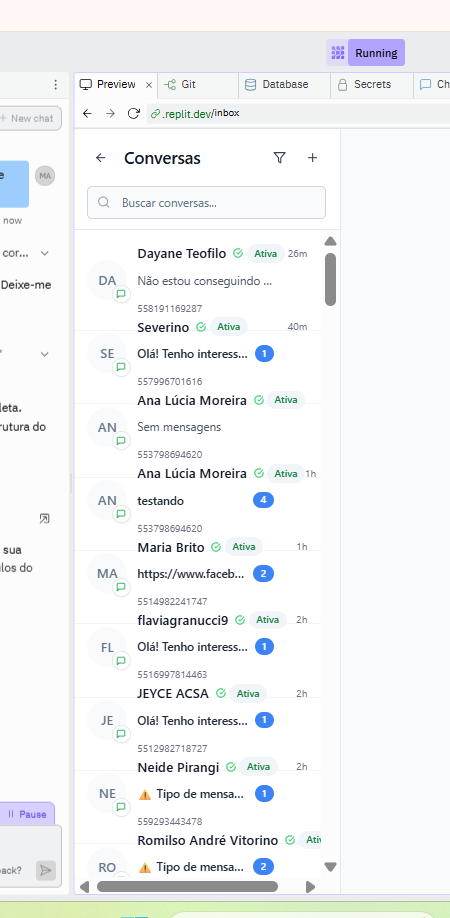 Running
Preview
Git
Database
Secrets
Ch
New chat
.replit.dev/inbox
e
MA
now
Conversas
Buscar conversas...
cor...
Deixe-me
leta.
rutura do
sua
ulos do
Dayane Teofilo Ativa 26m
DA Não estou conseguindo ...
558191169287
Severino Ativa 40m
SE Olá! Tenho interess... 1
557996701616
Ana Lúcia Moreira Ativa
AN Sem mensagens
553798694620
Ana Lúcia Moreira Ativa 1h
AN testando 4
553798694620
Maria Brito Ativa 1h
MA https://www.faceb... 2
5514982241747
flaviagranucci9 Ativa 2h
FL Olá! Tenho interess... 1
5516997814463
JEYCE ACSA Ativa 2h
JE Olá! Tenho interess... 1
5512982718727
Neide Pirangi Ativa 2h
NE ⚠ Tipo de mensa... 1
559293443478
Romilso André Vitorino Ativ
RO ⚠ Tipo de mensa... 2
Pause
back?